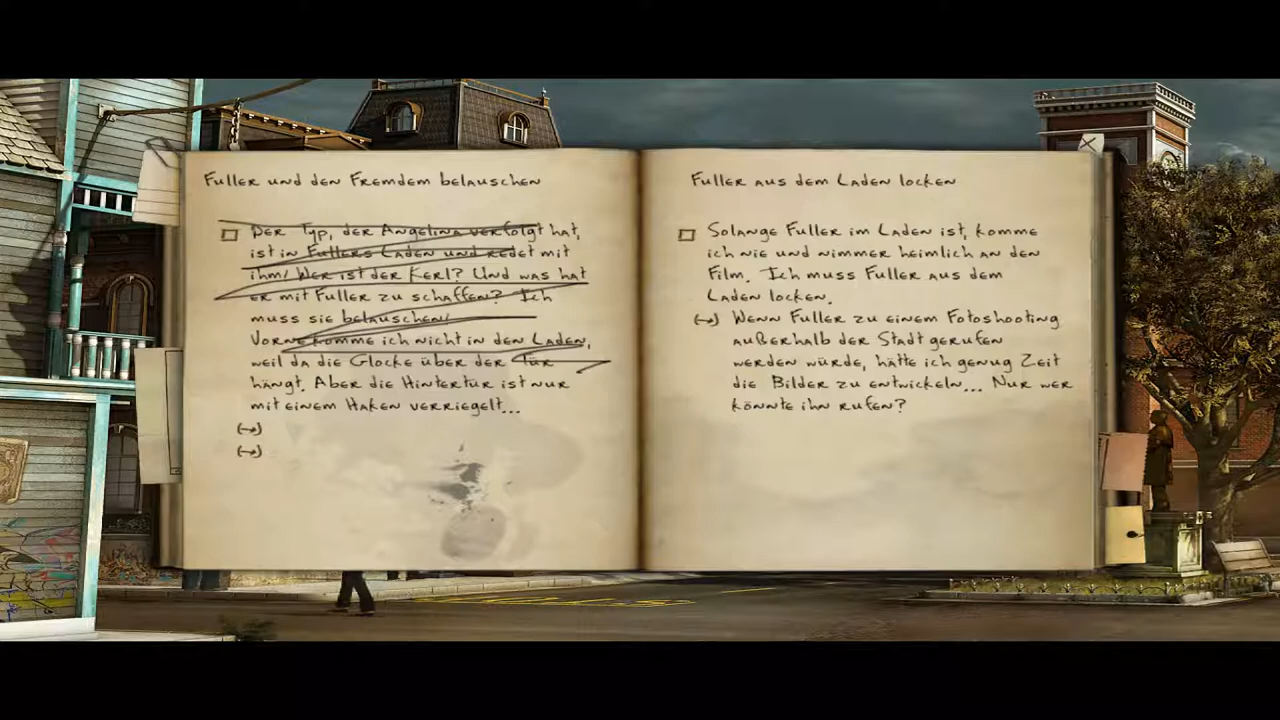 Fuller und den Fremdem belauschen
Der Typ, der Angelina verfolgt hat,
ist in Fullers Laden und redet mit
ihm! Wer ist der Kerl? Und was hat
er mit Fuller zu schaffen? Ich
muss sie belauschen!
Vorne komme ich nicht in den Laden,
weil da die Glocke über der Tür
hängt. Aber die Hintertür ist nur
mit einem Haken verriegelt...
Fuller aus dem Laden locken
Solange Fuller im Laden ist, komme
ich nie und nimmer heimlich an den
Film. Ich muss Fuller aus dem
Laden locken.
Wenn Fuller zu einem Fotoshooting
außerhalb der Stadt gerufen
werden würde, hätte ich genug Zeit
die Bilder zu entwickeln... Nur wer
könnte ihn rufen?